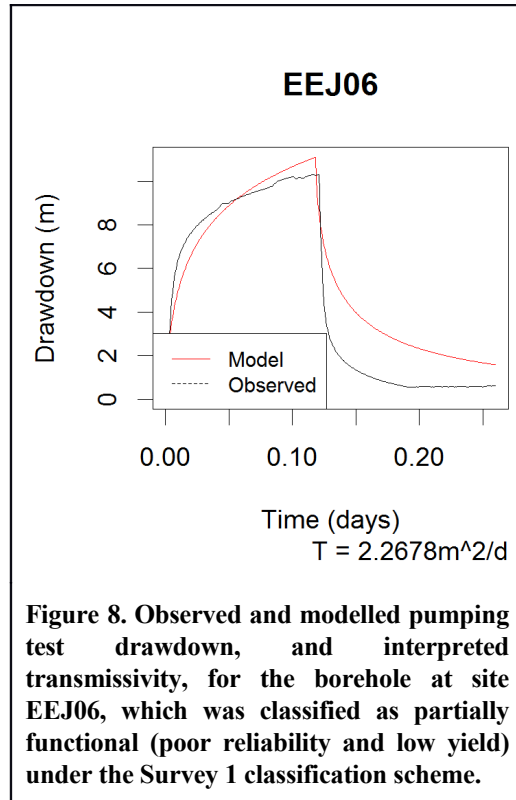 EEJ06
Drawdown (m)
8
6
4
2
0
Model
Observed
0.00
0.10
0.20
Time (days)
T = 2.2678m^2/d
Figure 8. Observed and modelled pumping
test drawdown, and interpreted
transmissivity, for the borehole at site
EEJ06, which was classified as partially
functional (poor reliability and low yield)
under the Survey 1 classification scheme.